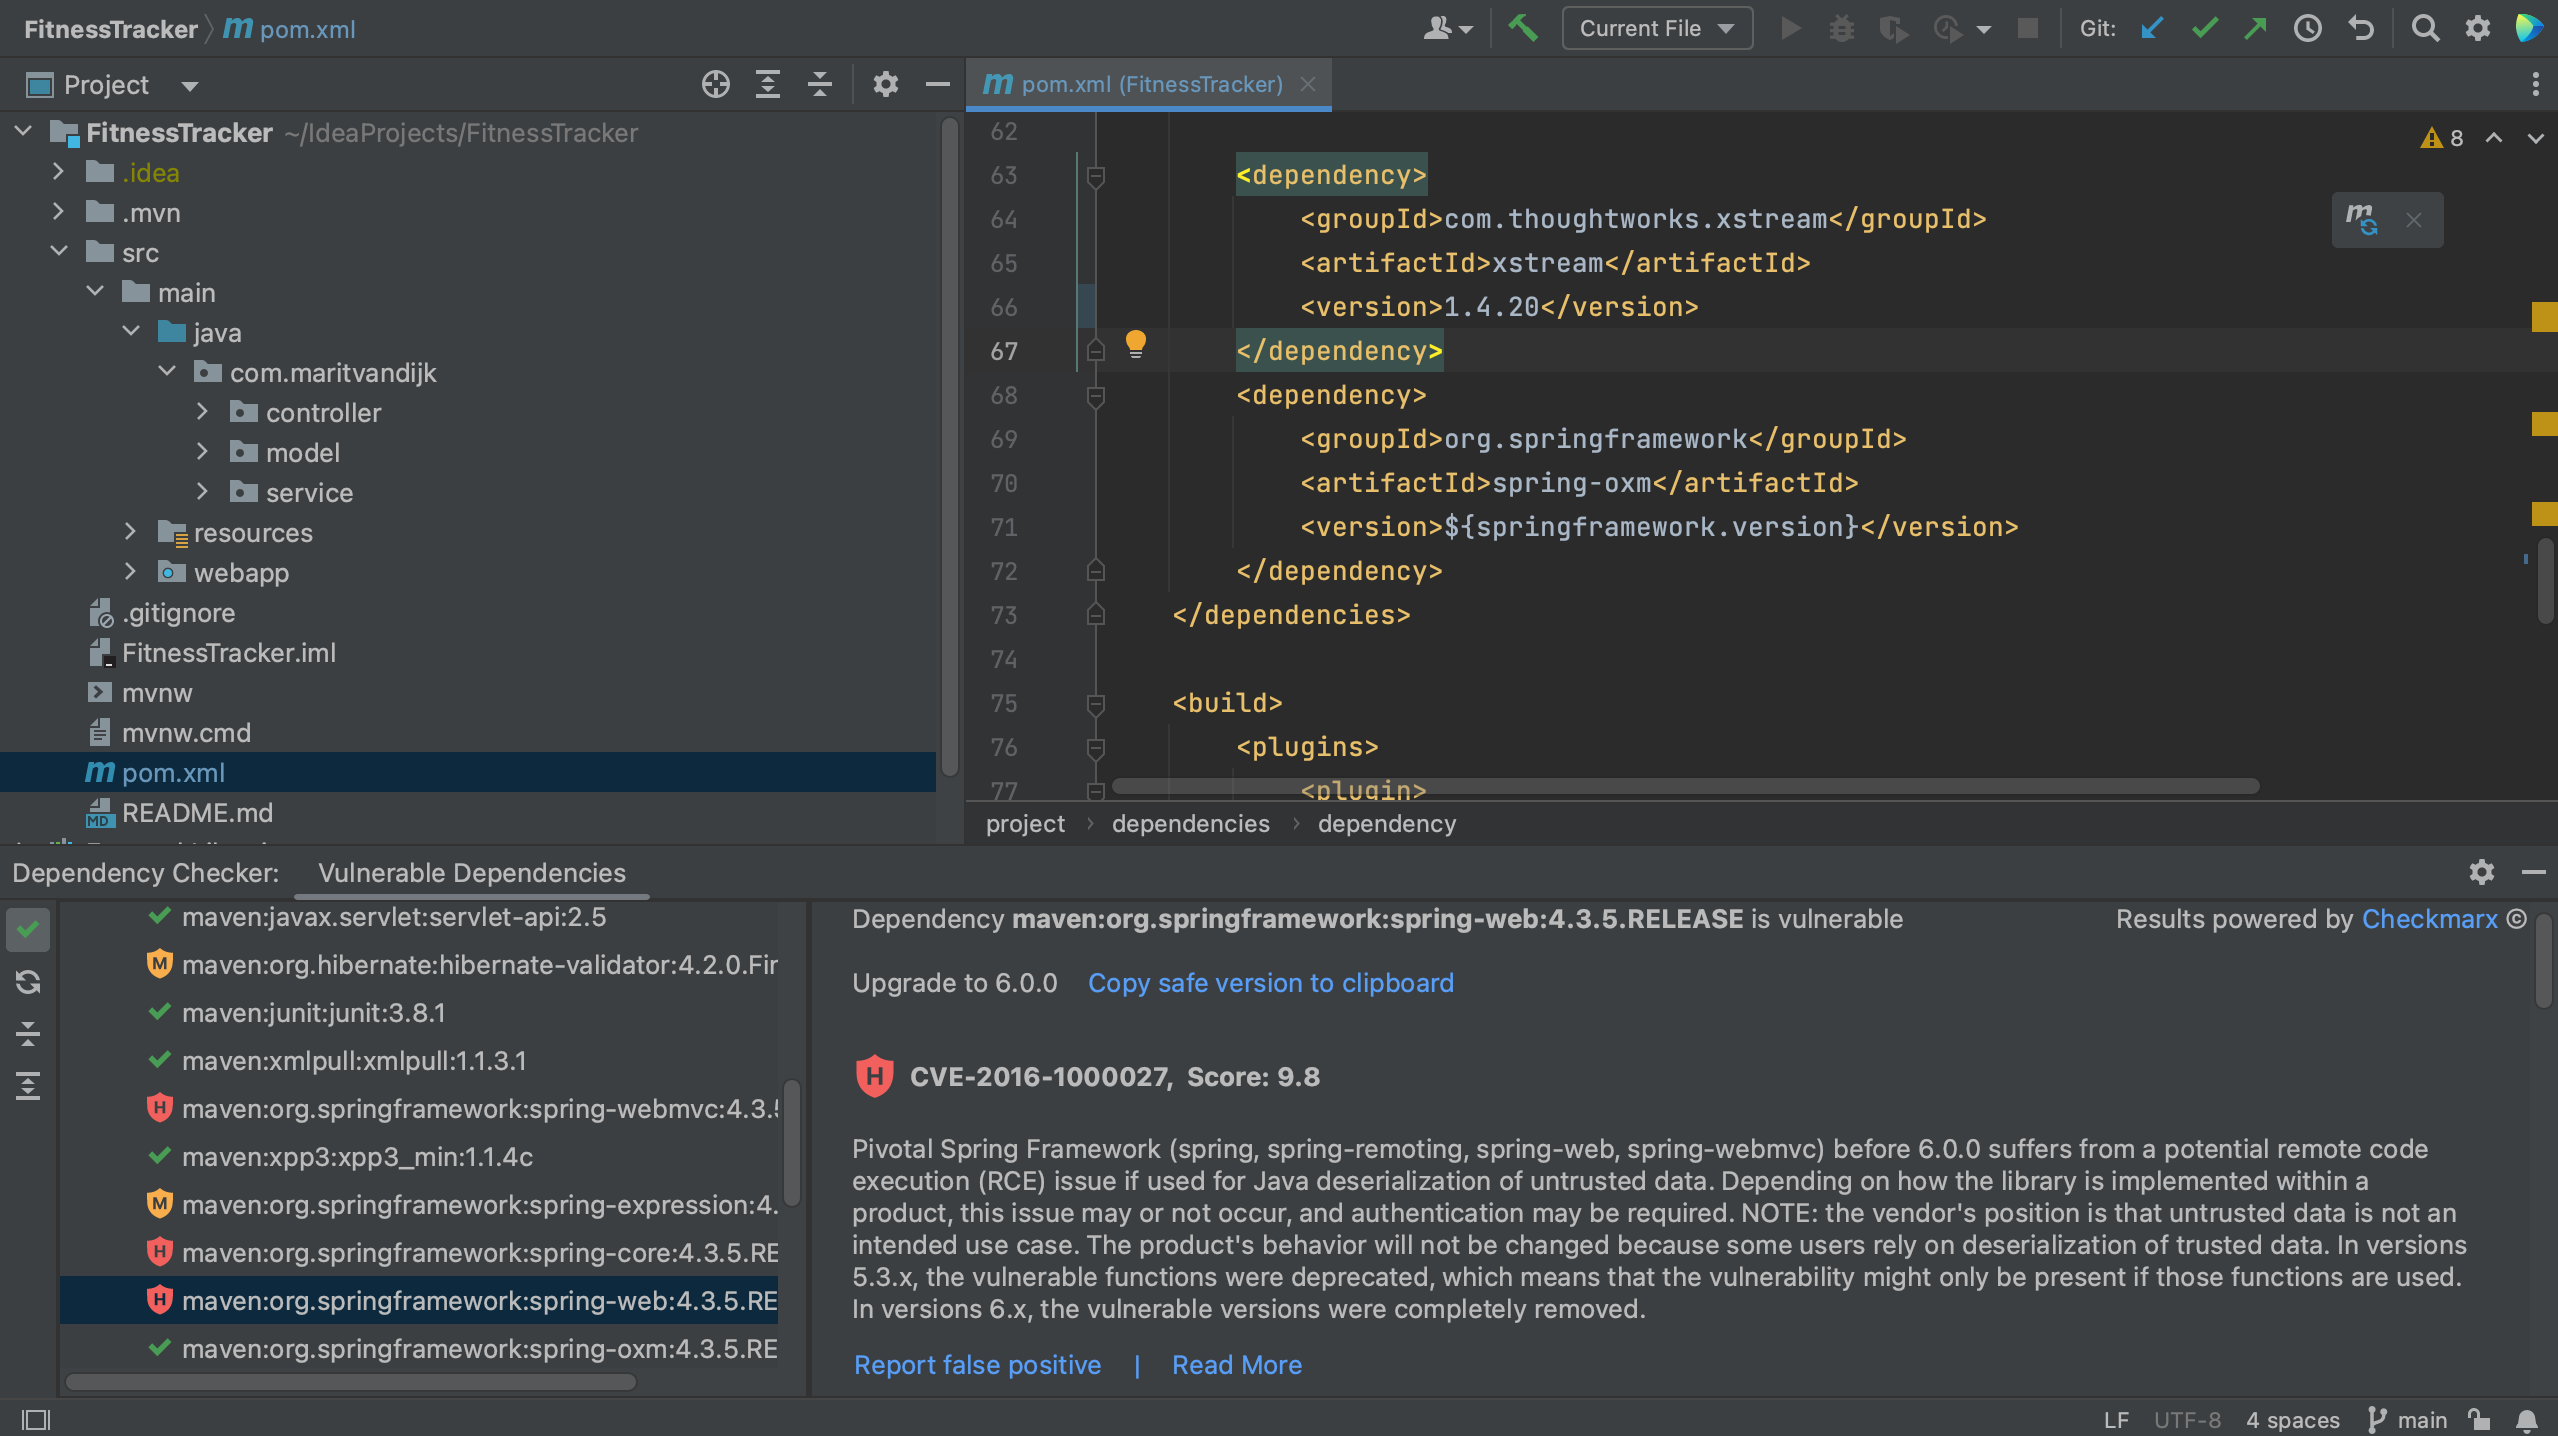 FitnessTracker
m pom.xml
Current File
Git:
Project
m pom.xml (FitnessTracker)
FitnessTracker ~/IdeaProjects/FitnessTracker
.idea
.mvn
src
main
java
com.maritvandijk
controller
model
service
resources
webapp
.gitignore
FitnessTracker.iml
mvnw
mvnw.cmd
m pom.xml
MD README.md
8
m
62
63 <dependency>
64 <groupId>com.thoughtworks.xstream</groupId>
65 <artifactId>xstream</artifactId>
66 <version>1.4.20</version>
67 </dependency>
68 <dependency>
69 <groupId>org.springframework</groupId>
70 <artifactId>spring-oxm</artifactId>
71 <version>${springframework.version}</version>
72 </dependency>
73 </dependencies>
74
75 <build>
76 <plugins>
77 <plugin>
project > dependencies > dependency
Dependency Checker: Vulnerable Dependencies
maven:javax.servlet:servlet-api:2.5
M maven:org.hibernate:hibernate-validator:4.2.0.Fir
maven:junit:junit:3.8.1
maven:xmlpull:xmlpull:1.1.3.1
H maven:org.springframework:spring-webmvc:4.3.5
maven:xpp3:xpp3_min:1.1.4c
M maven:org.springframework:spring-expression:4.
H maven:org.springframework:spring-core:4.3.5.RE
H maven:org.springframework:spring-web:4.3.5.RE
maven:org.springframework:spring-oxm:4.3.5.RE
Dependency maven:org.springframework:spring-web:4.3.5.RELEASE is vulnerable
Results powered by Checkmarx ©
Upgrade to 6.0.0 Copy safe version to clipboard
H CVE-2016-1000027, Score: 9.8
Pivotal Spring Framework (spring, spring-remoting, spring-web, spring-webmvc) before 6.0.0 suffers from a potential remote code
execution (RCE) issue if used for Java deserialization of untrusted data. Depending on how the library is implemented within a
product, this issue may or not occur, and authentication may be required. NOTE: the vendor's position is that untrusted data is not an
intended use case. The product's behavior will not be changed because some users rely on deserialization of trusted data. In versions
5.3.x, the vulnerable functions were deprecated, which means that the vulnerability might only be present if those functions are used.
In versions 6.x, the vulnerable versions were completely removed.
Report false positive | Read More
LF UTF-8 4 spaces main